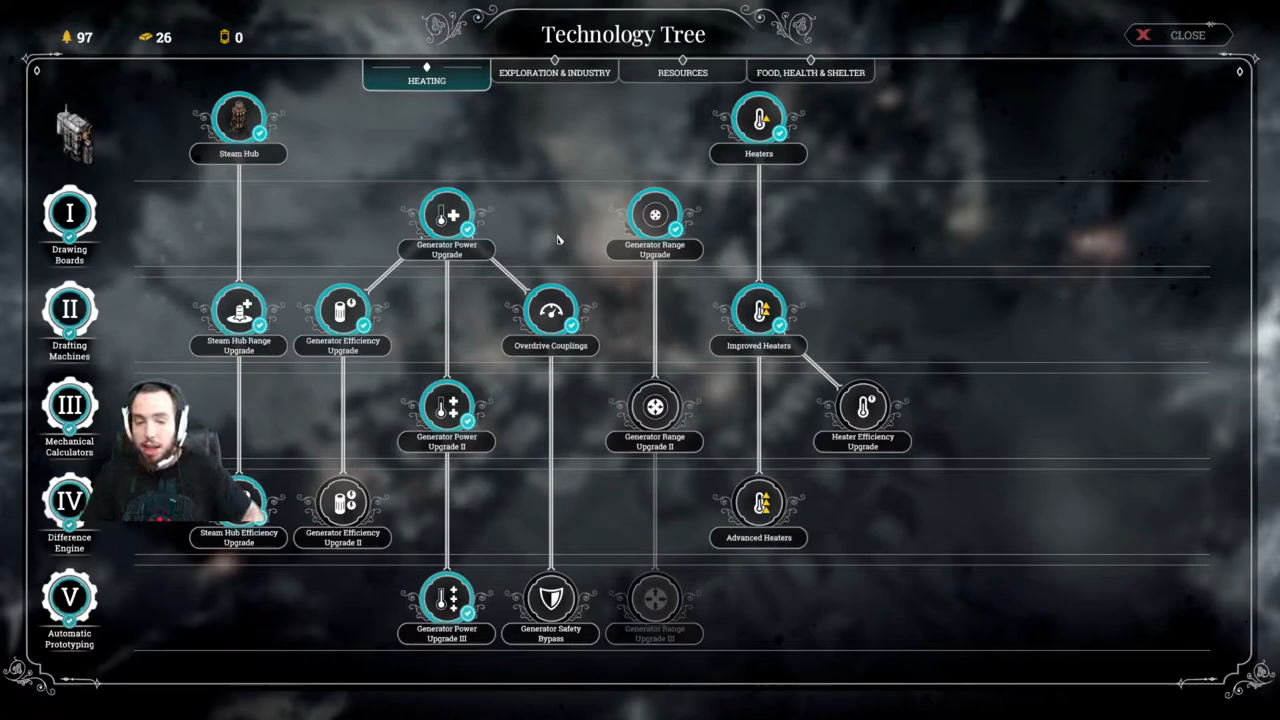 97
26
0
Technology Tree
CLOSE
HEATING
EXPLORATION & INDUSTRY
RESOURCES
FOOD, HEALTH & SHELTER
Steam Hub
Heaters
I
Drawing
Boards
Generator Power
Upgrade
Generator Range
Upgrade
II
Drafting
Machines
Steam Hub Range
Upgrade
Generator Efficiency
Upgrade
Overdrive Couplings
Improved Heaters
III
Mechanical
Calculators
Generator Power
Upgrade II
Generator Range
Upgrade II
Heater Efficiency
Upgrade
IV
Difference
Engine
Steam Hub Efficiency
Upgrade
Generator Efficiency
Upgrade II
Advanced Heaters
V
Automatic
Prototyping
Generator Power
Upgrade III
Generator Safety
Bypass
Generator Range
Upgrade III